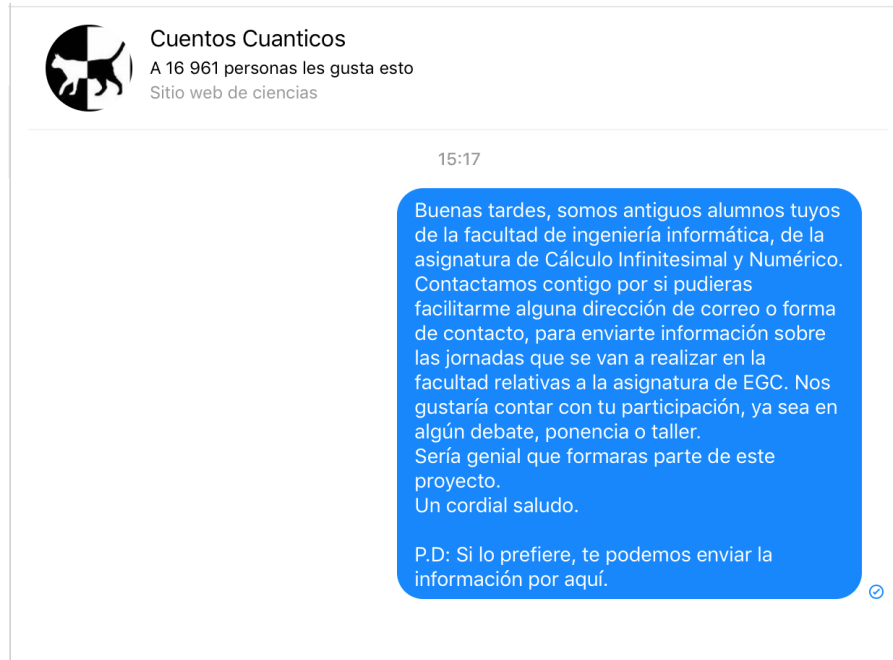 Cuentos Cuanticos
A 16 961 personas les gusta esto
Sitio web de ciencias
15:17
Buenas tardes, somos antiguos alumnos tuyos
de la facultad de ingeniería informática, de la
asignatura de Cálculo Infinitesimal y Numérico.
Contactamos contigo por si pudieras
facilitarme alguna dirección de correo o forma
de contacto, para enviarte información sobre
las jornadas que se van a realizar en la
facultad relativas a la asignatura de EGC. Nos
gustaría contar con tu participación, ya sea en
algún debate, ponencia o taller.
Sería genial que formaras parte de este
proyecto.
Un cordial saludo.
P.D: Si lo prefiere, te podemos enviar la
información por aquí.